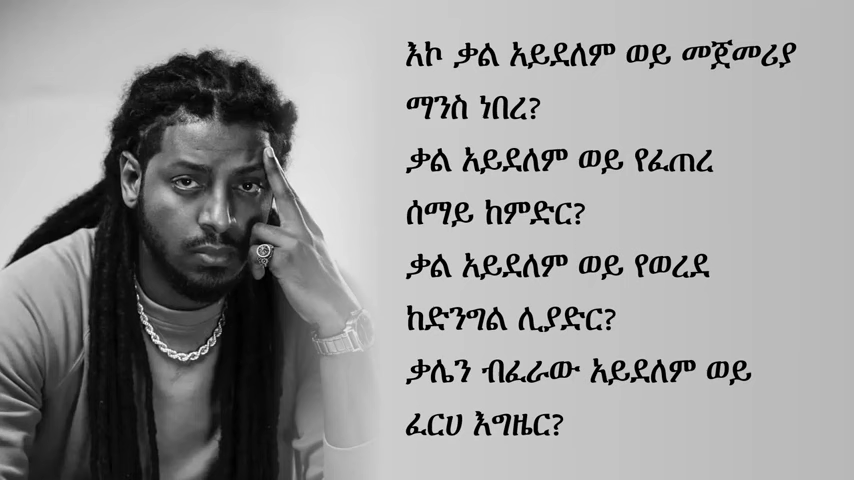 እኮ ቃል አይደለም ወይ መጀመሪያ
ማንስ ነበረ?
ቃል አይደለም ወይ የፈጠረ
ሰማይ ከምድር?
ቃል አይደለም ወይ የወረደ
ከድንግል ሊያድር?
ቃሌን ብፈራው አይደለም ወይ
ፈርሀ እግዜር?